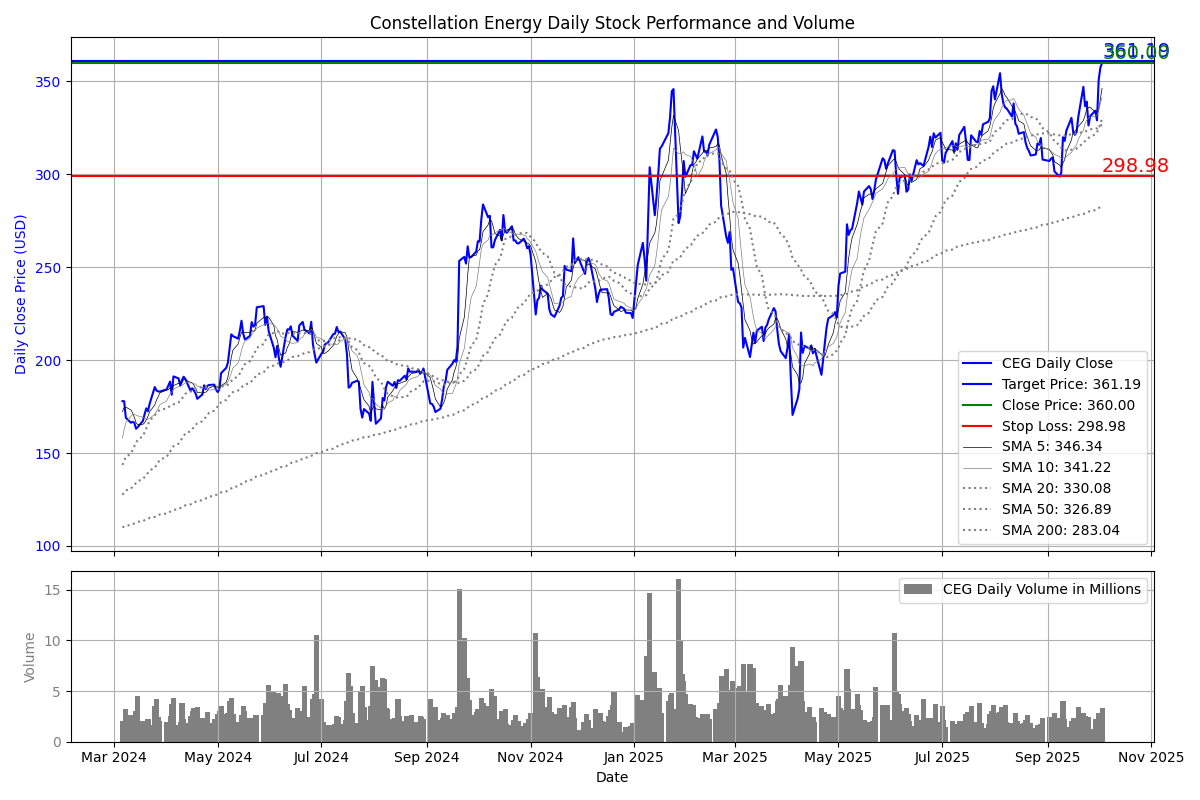 Constellation Energy Daily Stock Performance and Volume
361.19
360.00
350
300
298.98
250
200
150
100
Daily Close Price (USD)
CEG Daily Close
Target Price: 361.19
Close Price: 360.00
Stop Loss: 298.98
SMA 5: 346.34
SMA 10: 341.22
SMA 20: 330.08
SMA 50: 326.89
SMA 200: 283.04
15
10
5
0
Volume
CEG Daily Volume in Millions
Mar 2024 May 2024 Jul 2024 Sep 2024 Nov 2024 Jan 2025 Mar 2025 May 2025 Jul 2025 Sep 2025 Nov 2025
Date